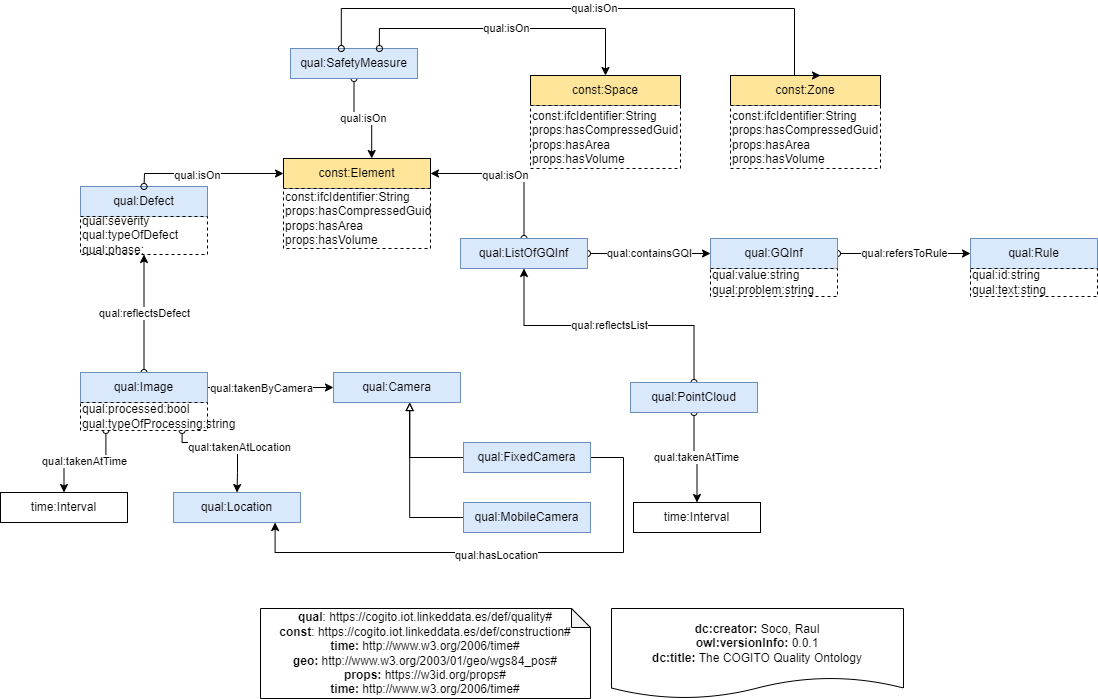 qual:isOn
qual:isOn
qual:SafetyMeasure
const:Space
const:ifcIdentifier:String
props:hasCompressedGuid
props:hasArea
props:hasVolume
const:Zone
const:ifcIdentifier:String
props:hasCompressedGuid
props:hasArea
props:hasVolume
qual:isOn
qual:isOn
const:Element
const:ifcIdentifier:String
props:hasCompressedGuid
props:hasArea
props:hasVolume
qual:isOn
qual:Defect
qual:severity
qual:typeOfDefect
qual:phase:
qual:ListOfGQInf
qual:containsGQI
qual:GQInf
qual:value:string
qual:problem:string
qual:refersToRule
qual:Rule
qual:id:string
qual:text:sting
qual:reflectsDefect
qual:reflectsList
qual:Image
qual:processed:bool
qual:typeOfProcessing:string
qual:takenByCamera
qual:Camera
qual:PointCloud
qual:takenAtTime
qual:takenAtLocation
qual:FixedCamera
qual:takenAtTime
time:Interval
qual:Location
qual:MobileCamera
time:Interval
qual:hasLocation
qual: https://cogito.iot.linkeddata.es/def/quality#
const: https://cogito.iot.linkeddata.es/def/construction#
time: http://www.w3.org/2006/time#
geo: http://www.w3.org/2003/01/geo/wgs84_pos#
props: https://w3id.org/props#
time: http://www.w3.org/2006/time#
dc:creator: Soco, Raul
owl:versionInfo: 0.0.1
dc:title: The COGITO Quality Ontology